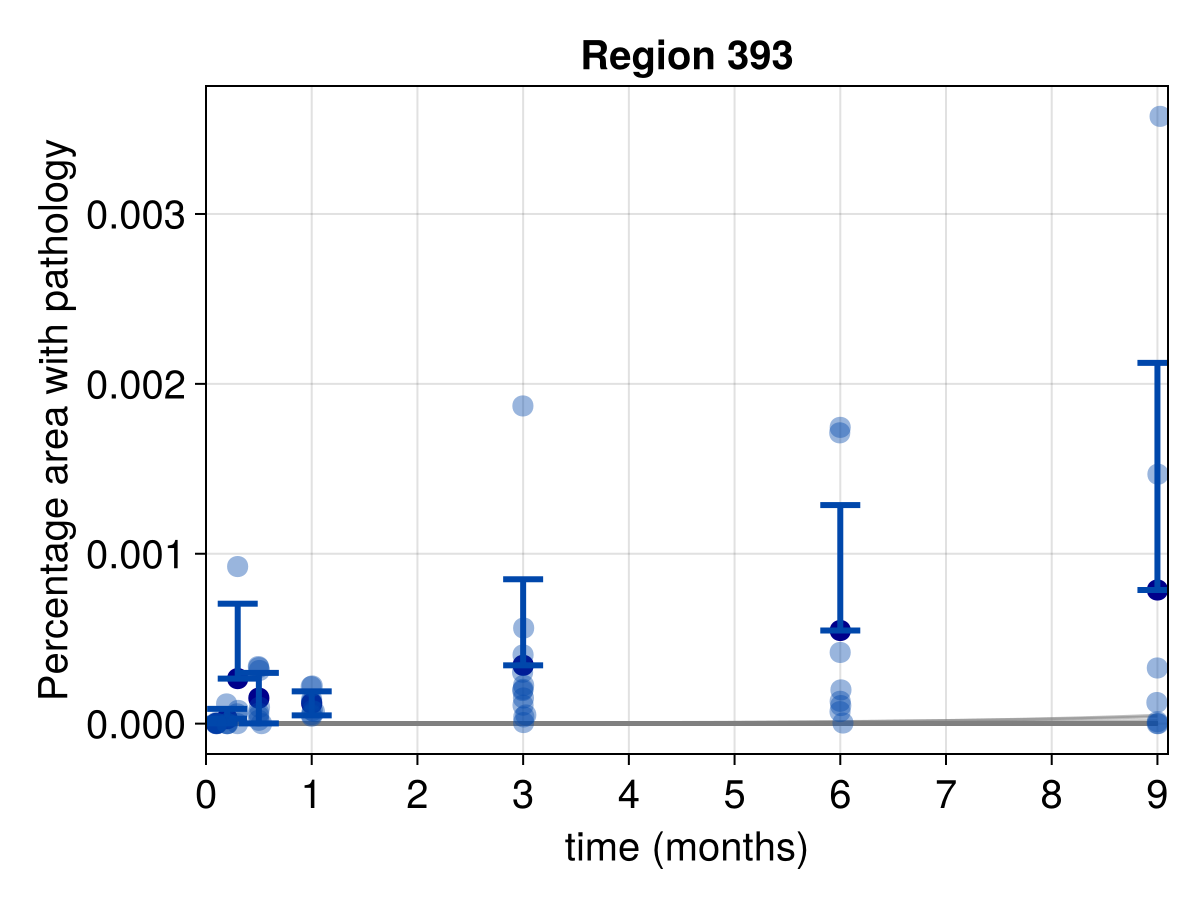 Region 393
Percentage area with pathology
0.003
0.002
0.001
0.000
0 1 2 3 4 5 6 7 8 9
time (months)